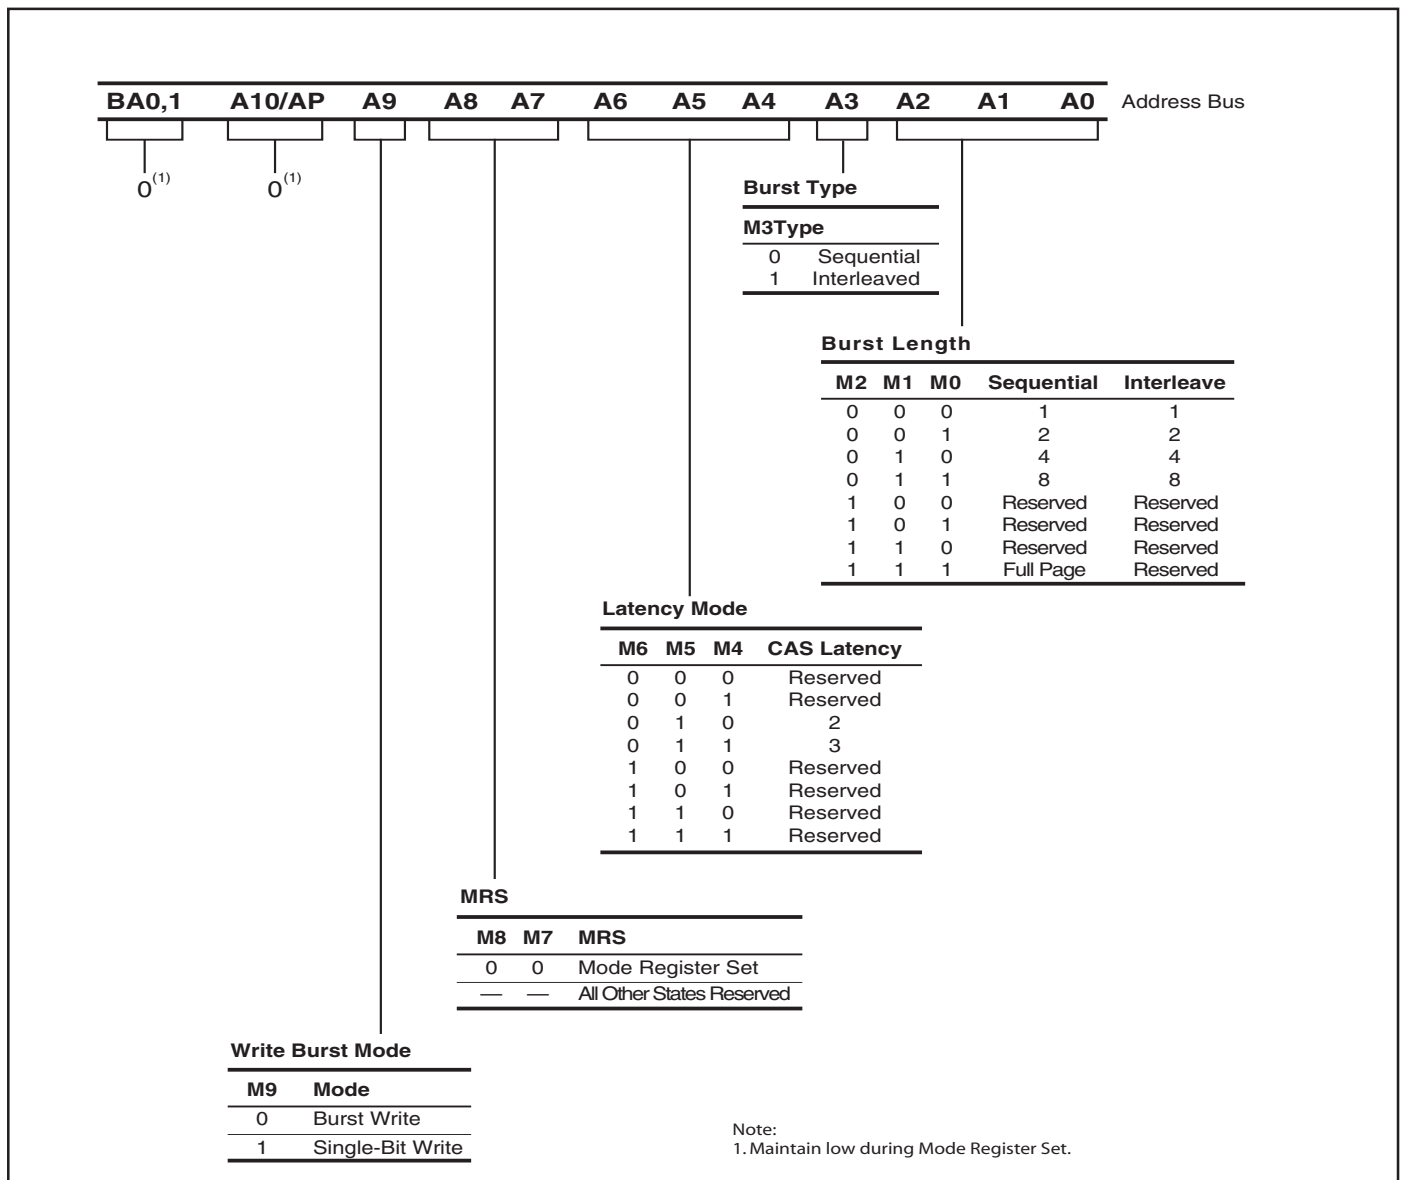 BA0,1 A10/AP A9 A8 A7 A6 A5 A4 A3 A2 A1 A0 Address Bus
0(1) 0(1)
Burst Type
M3Type
0 Sequential
1 Interleaved
Burst Length
M2 M1 M0 Sequential Interleave
0 0 0 1 1
0 0 1 2 2
0 1 0 4 4
0 1 1 8 8
1 0 0 Reserved Reserved
1 0 1 Reserved Reserved
1 1 0 Reserved Reserved
1 1 1 Full Page Reserved
Latency Mode
M6 M5 M4 CAS Latency
0 0 0 Reserved
0 0 1 Reserved
0 1 0 2
0 1 1 3
1 0 0 Reserved
1 0 1 Reserved
1 1 0 Reserved
1 1 1 Reserved
MRS
M8 M7 MRS
0 0 Mode Register Set
— — All Other States Reserved
Write Burst Mode
M9 Mode
0 Burst Write
1 Single-Bit Write
Note:
1. Maintain low during Mode Register Set.